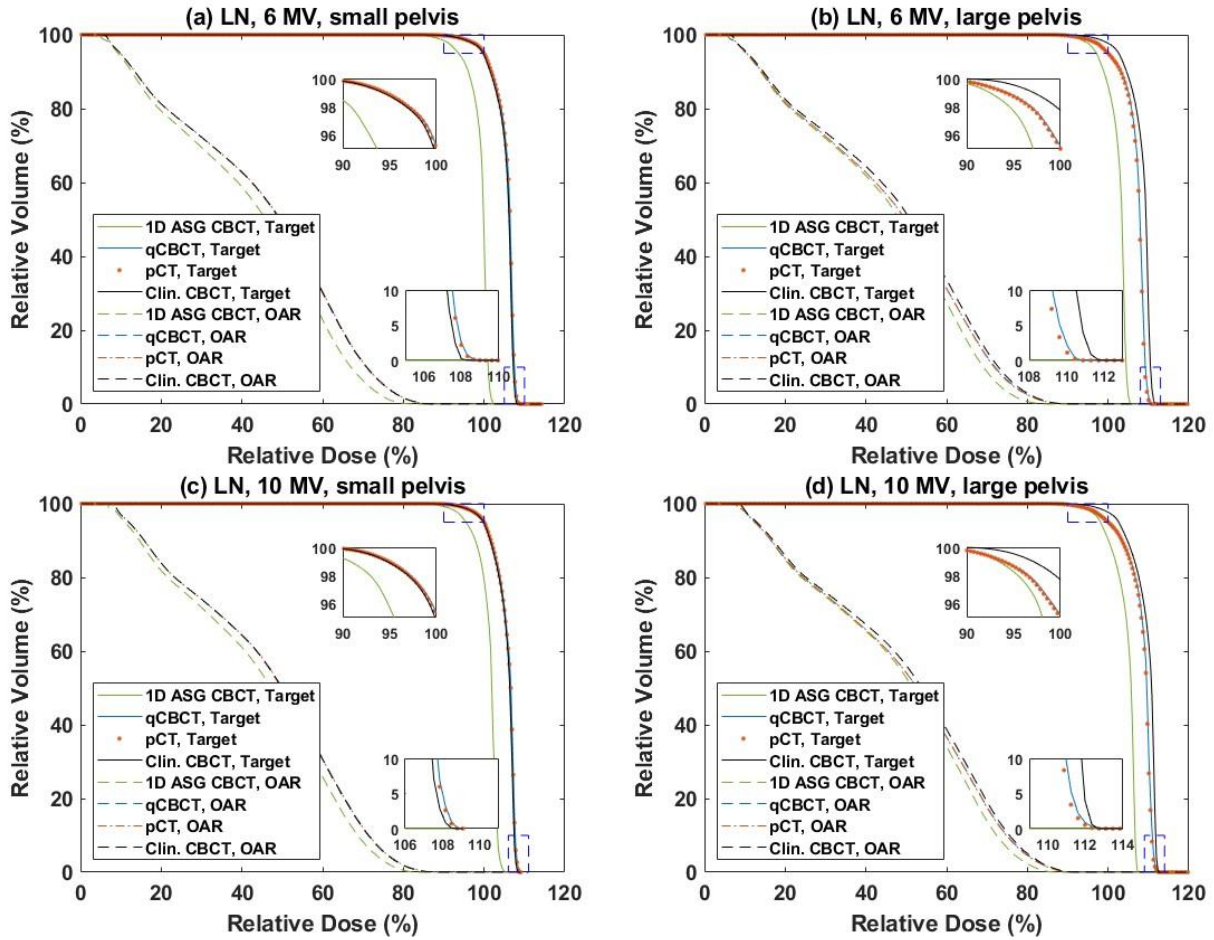 (a) LN, 6 MV, small pelvis
Relative Volume (%)
100
80
60
40
20
0
100
98
96
90 95 100
1D ASG CBCT, Target
qCBCT, Target
pCT, Target
Clin. CBCT, Target
1D ASG CBCT, OAR
qCBCT, OAR
pCT, OAR
Clin. CBCT, OAR
10
5
0
106 108 110
0 20 40 60 80 100 120
Relative Dose (%)
(b) LN, 6 MV, large pelvis
Relative Volume (%)
100
80
60
40
20
0
100
98
96
90 95 100
1D ASG CBCT, Target
qCBCT, Target
pCT, Target
Clin. CBCT, Target
1D ASG CBCT, OAR
qCBCT, OAR
pCT, OAR
Clin. CBCT, OAR
10
5
0
108 110 112
0 20 40 60 80 100 120
Relative Dose (%)
(c) LN, 10 MV, small pelvis
Relative Volume (%)
100
80
60
40
20
0
100
98
96
90 95 100
1D ASG CBCT, Target
qCBCT, Target
pCT, Target
Clin. CBCT, Target
1D ASG CBCT, OAR
qCBCT, OAR
pCT, OAR
Clin. CBCT, OAR
10
5
0
106 108 110
0 20 40 60 80 100 120
Relative Dose (%)
(d) LN, 10 MV, large pelvis
Relative Volume (%)
100
80
60
40
20
0
100
98
96
90 95 100
1D ASG CBCT, Target
qCBCT, Target
pCT, Target
Clin. CBCT, Target
1D ASG CBCT, OAR
qCBCT, OAR
pCT, OAR
Clin. CBCT, OAR
10
5
0
110 112 114
0 20 40 60 80 100 120
Relative Dose (%)